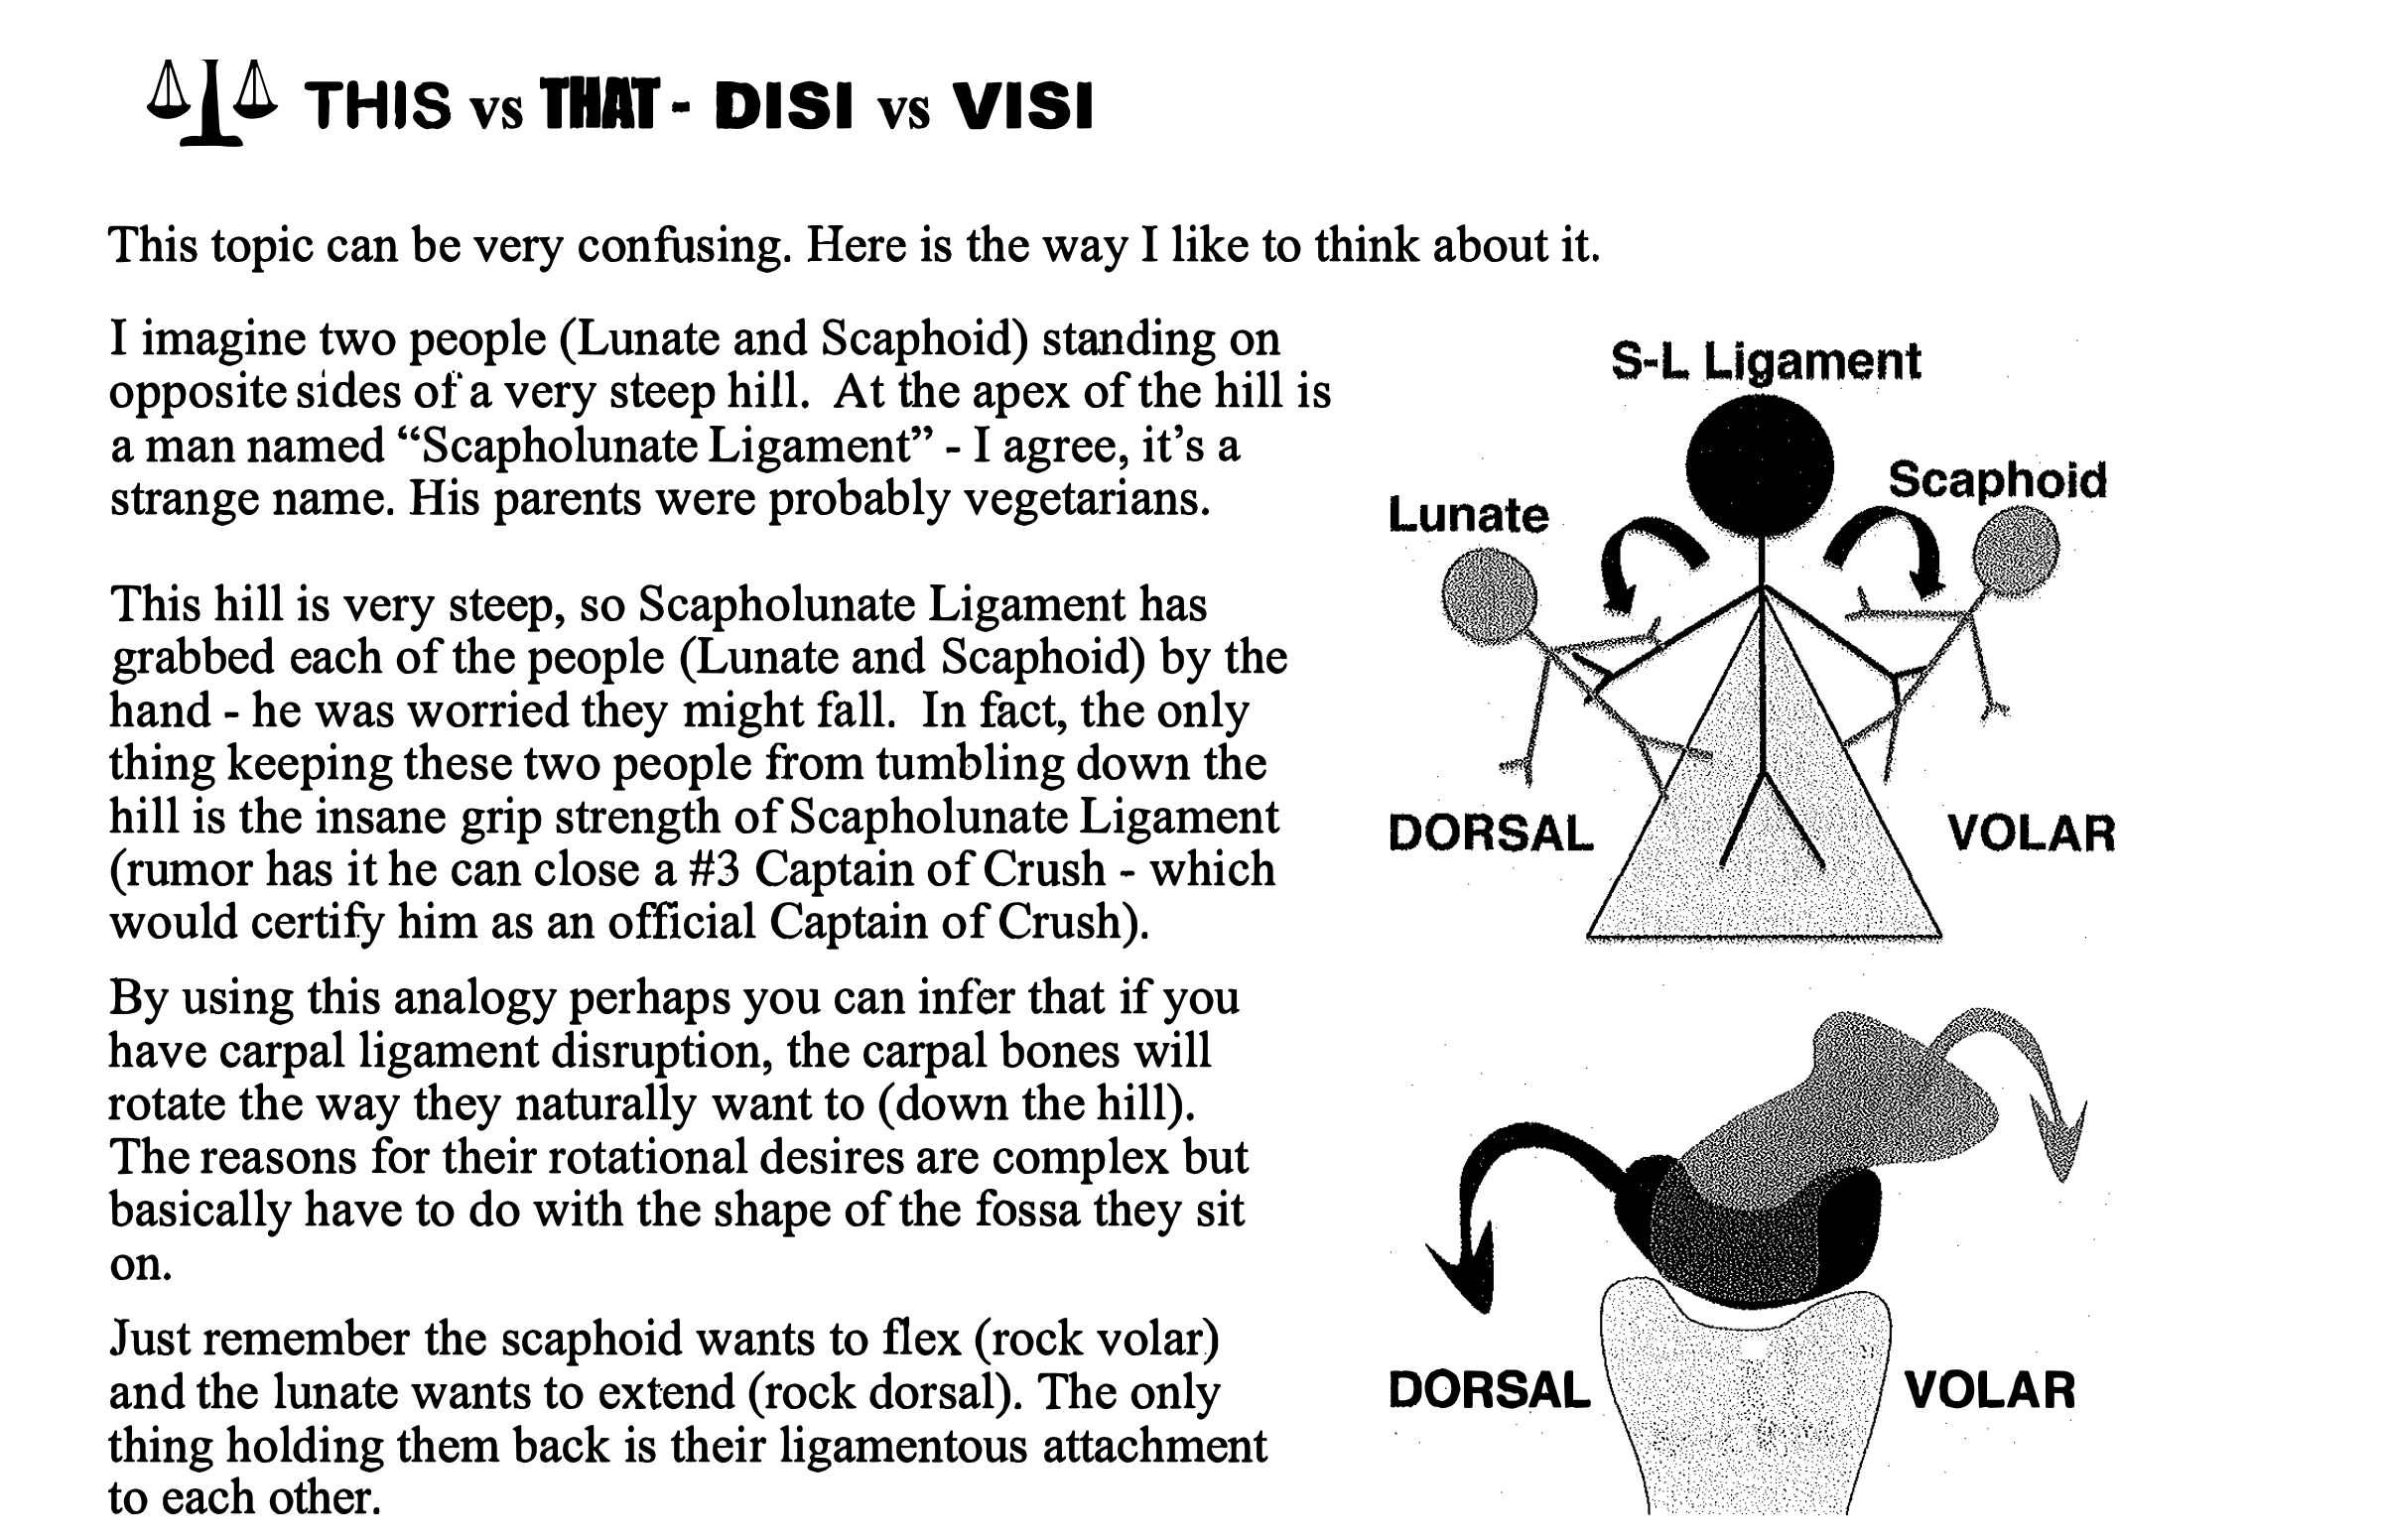 THIS vs THAT - DISI vs VISI
This topic can be very confusing. Here is the way I like to think about it.
I imagine two people (Lunate and Scaphoid) standing on
opposite sides of a very steep hill. At the apex of the hill is
a man named “Scapholunate Ligament” - I agree, it’s a
strange name. His parents were probably vegetarians.
This hill is very steep, so Scapholunate Ligament has
grabbed each of the people (Lunate and Scaphoid) by the
hand - he was worried they might fall. In fact, the only
thing keeping these two people from tumbling down the
hill is the insane grip strength of Scapholunate Ligament
(rumor has it he can close a #3 Captain of Crush - which
would certify him as an official Captain of Crush).
By using this analogy perhaps you can infer that if you
have carpal ligament disruption, the carpal bones will
rotate the way they naturally want to (down the hill).
The reasons for their rotational desires are complex but
basically have to do with the shape of the fossa they sit
on.
Just remember the scaphoid wants to flex (rock volar)
and the lunate wants to extend (rock dorsal). The only
thing holding them back is their ligamentous attachment
to each other.
S-L Ligament
Scaphoid
Lunate
DORSAL
VOLAR
DORSAL
VOLAR